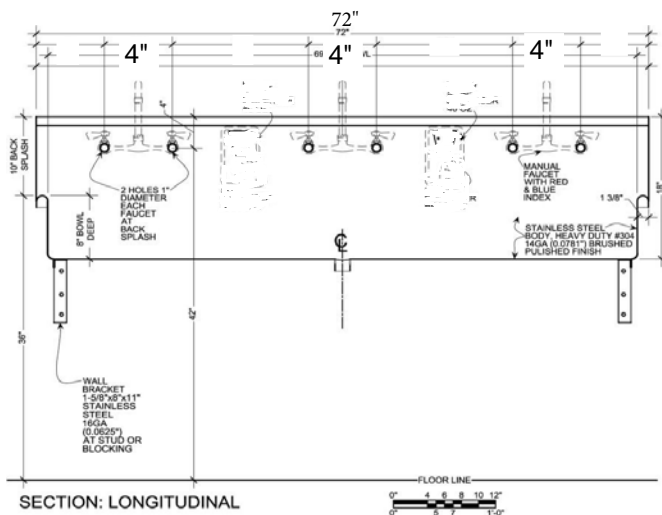 72"
72"
4"
4"
4"
4"
10" BACK
SPLASH
2 HOLES 1"
DIAMETER
EACH
FAUCET
AT
BACK
SPLASH
8" BOWL
DEEP
MANUAL
FAUCET
WITH RED
& BLUE
INDEX
18"
1 3/8"
STAINLESS STEEL
BODY, HEAVY DUTY #304
14GA (0.0781") BRUSHED
PULISHED FINISH
CL
36"
42"
WALL
BRACKET
1-5/8"x8"x11"
STAINLESS
STEEL
16GA
(0.0625")
AT STUD OR
BLOCKING
FLOOR LINE
SECTION: LONGITUDINAL
0" 4 6 8 10 12"
0" 5 7 1'-0"